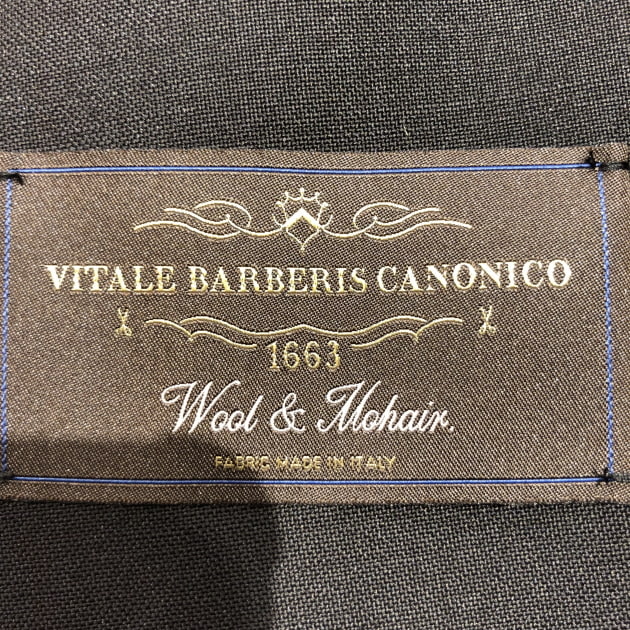 VITALE BARBERIS CANONICO
1663
Wool & Mohair.
FABRIC MADE IN ITALY